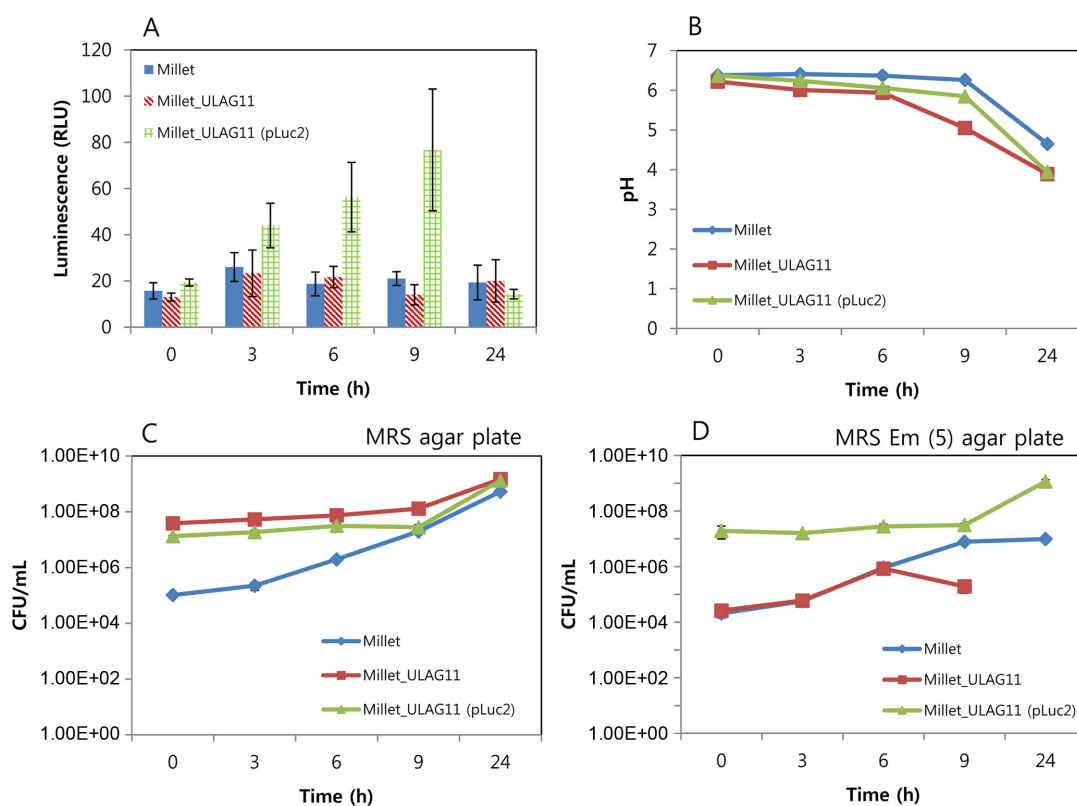 A
120
100
80
60
40
20
0
Luminescence (RLU)
Millet
Millet_ULAG11
Millet_ULAG11 (pLuc2)
0 3 6 9 24
Time (h)
B
7
6
5
4
3
2
1
0
pH
Millet
Millet_ULAG11
Millet_ULAG11 (pLuc2)
0 3 6 9 24
Time (h)
C
MRS agar plate
1.00E+10
1.00E+08
1.00E+06
1.00E+04
1.00E+02
1.00E+00
CFU/mL
Millet
Millet_ULAG11
Millet_ULAG11 (pLuc2)
0 3 6 9 24
Time (h)
D
MRS Em (5) agar plate
1.00E+10
1.00E+08
1.00E+06
1.00E+04
1.00E+02
1.00E+00
CFU/mL
Millet
Millet_ULAG11
Millet_ULAG11 (pLuc2)
0 3 6 9 24
Time (h)